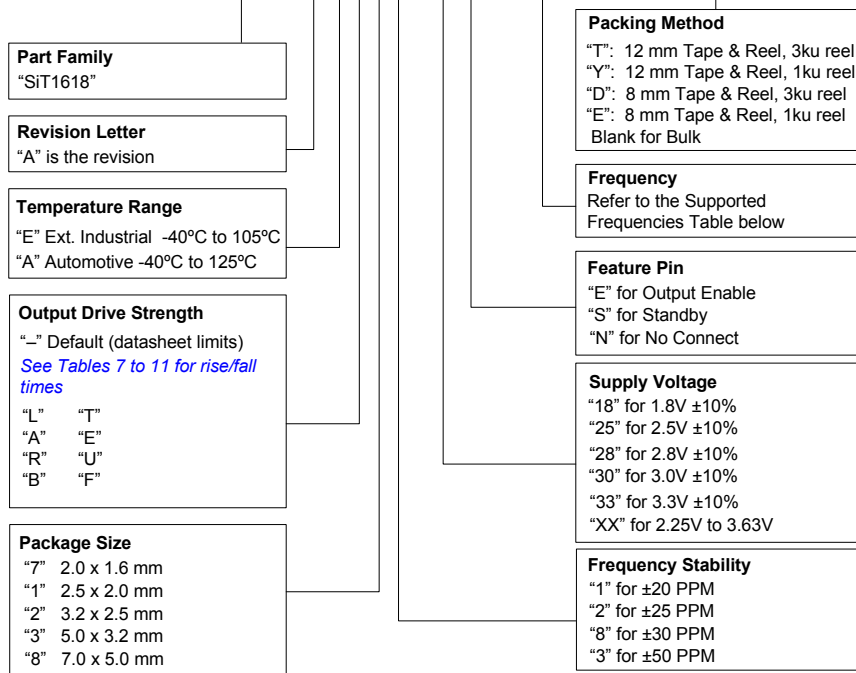 Part Family
“SiT1618”
Revision Letter
“A” is the revision
Temperature Range
“E” Ext. Industrial -40ºC to 105ºC
“A” Automotive -40ºC to 125ºC
Output Drive Strength
“–” Default (datasheet limits)
See Tables 7 to 11 for rise/fall
times
“L” “T”
“A” “E”
“R” “U”
“B” “F”
Package Size
“7” 2.0 x 1.6 mm
“1” 2.5 x 2.0 mm
“2” 3.2 x 2.5 mm
“3” 5.0 x 3.2 mm
“8” 7.0 x 5.0 mm
Packing Method
“T”: 12 mm Tape & Reel, 3ku reel
“Y”: 12 mm Tape & Reel, 1ku reel
“D”: 8 mm Tape & Reel, 3ku reel
“E”: 8 mm Tape & Reel, 1ku reel
Blank for Bulk
Frequency
Refer to the Supported
Frequencies Table below
Feature Pin
“E” for Output Enable
“S” for Standby
“N” for No Connect
Supply Voltage
“18” for 1.8V ±10%
“25” for 2.5V ±10%
“28” for 2.8V ±10%
“30” for 3.0V ±10%
“33” for 3.3V ±10%
“XX” for 2.25V to 3.63V
Frequency Stability
“1” for ±20 PPM
“2” for ±25 PPM
“8” for ±30 PPM
“3” for ±50 PPM